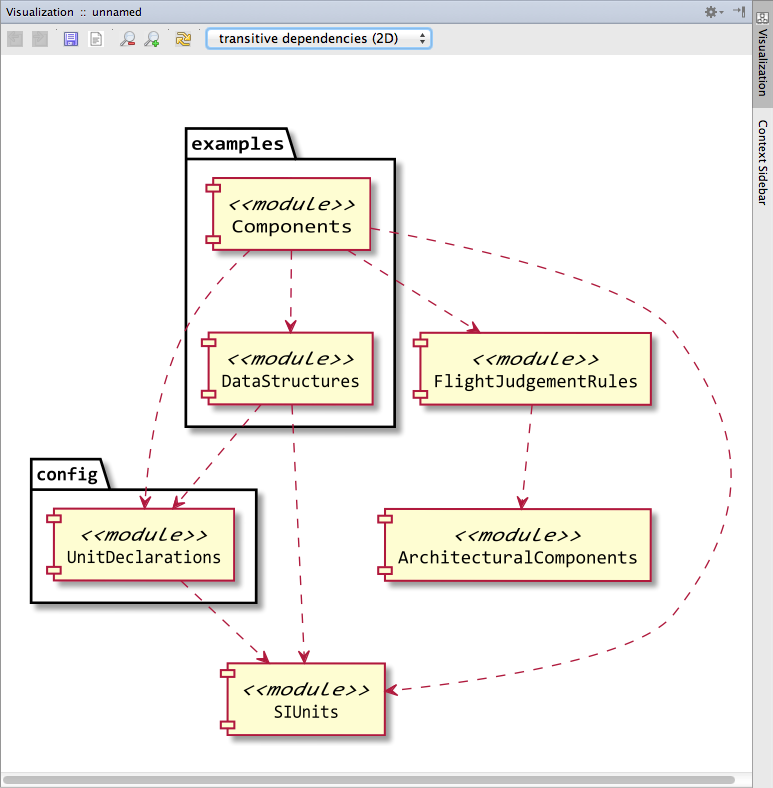 Visualization :: unnamed
transitive dependencies (2D)
Visualization
Context Sidebar
examples
<<module>>
Components
<<module>>
DataStructures
<<module>>
FlightJudgementRules
config
<<module>>
UnitDeclarations
<<module>>
ArchitecturalComponents
<<module>>
SIUnits